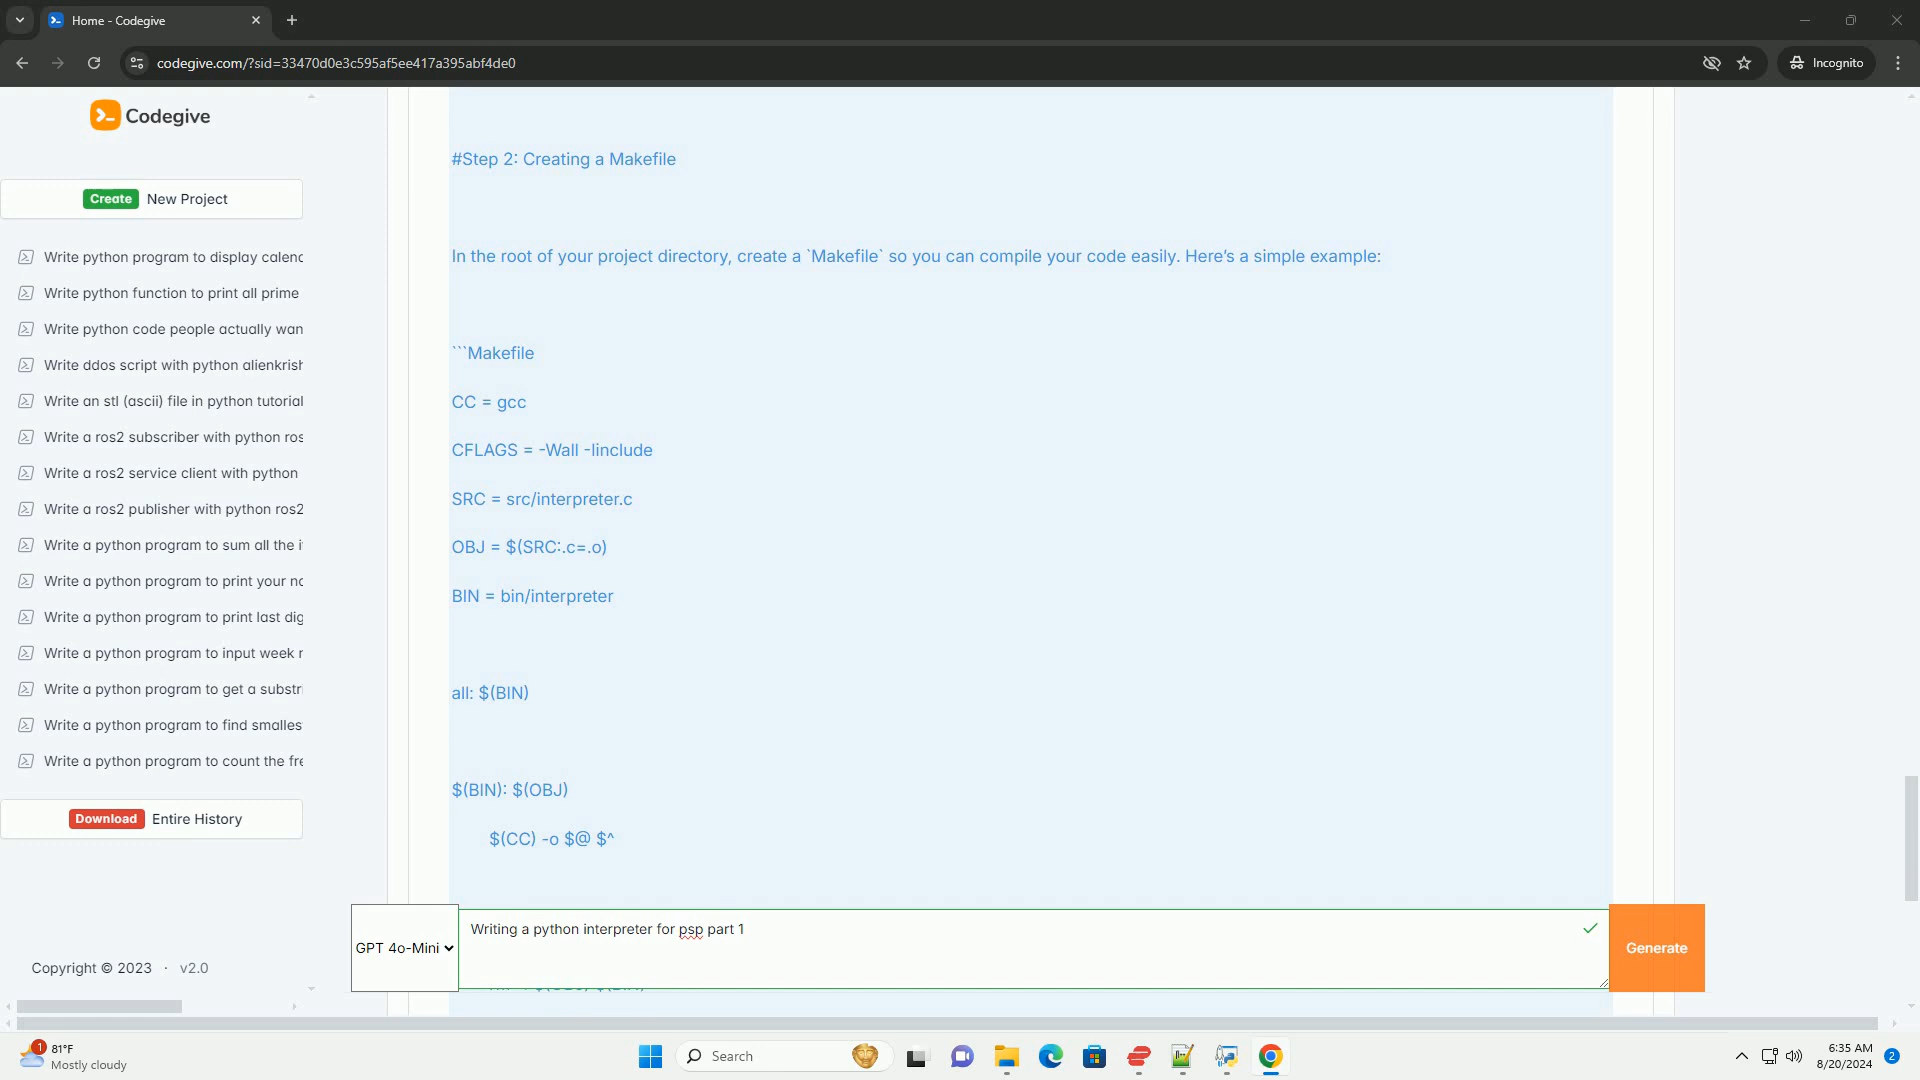 Home - Codegive
codegive.com/?sid=33470d0e3c595af5ee417a395abf4de0
Incognito
Codegive
Create New Project
Write python program to display calend
Write python function to print all prime
Write python code people actually wan
Write ddos script with python alienkrish
Write an stl (ascii) file in python tutorial
Write a ros2 subscriber with python ros
Write a ros2 service client with python
Write a ros2 publisher with python ros2
Write a python program to sum all the i
Write a python program to print your na
Write a python program to print last dig
Write a python program to input week n
Write a python program to get a substri
Write a python program to find smalles
Write a python program to count the fre
Download Entire History
Copyright © 2023 · v2.0
#Step 2: Creating a Makefile
In the root of your project directory, create a `Makefile` so you can compile your code easily. Here's a simple example:
```Makefile
CC = gcc
CFLAGS = -Wall -Iinclude
SRC = src/interpreter.c
OBJ = $(SRC:.c=.o)
BIN = bin/interpreter
all: $(BIN)
$(BIN): $(OBJ)
$(CC) -o $@ $^
GPT 4o-Mini
Writing a python interpreter for psp part 1
Generate
1
81°F
Mostly cloudy
Search
6:35 AM
8/20/2024
2